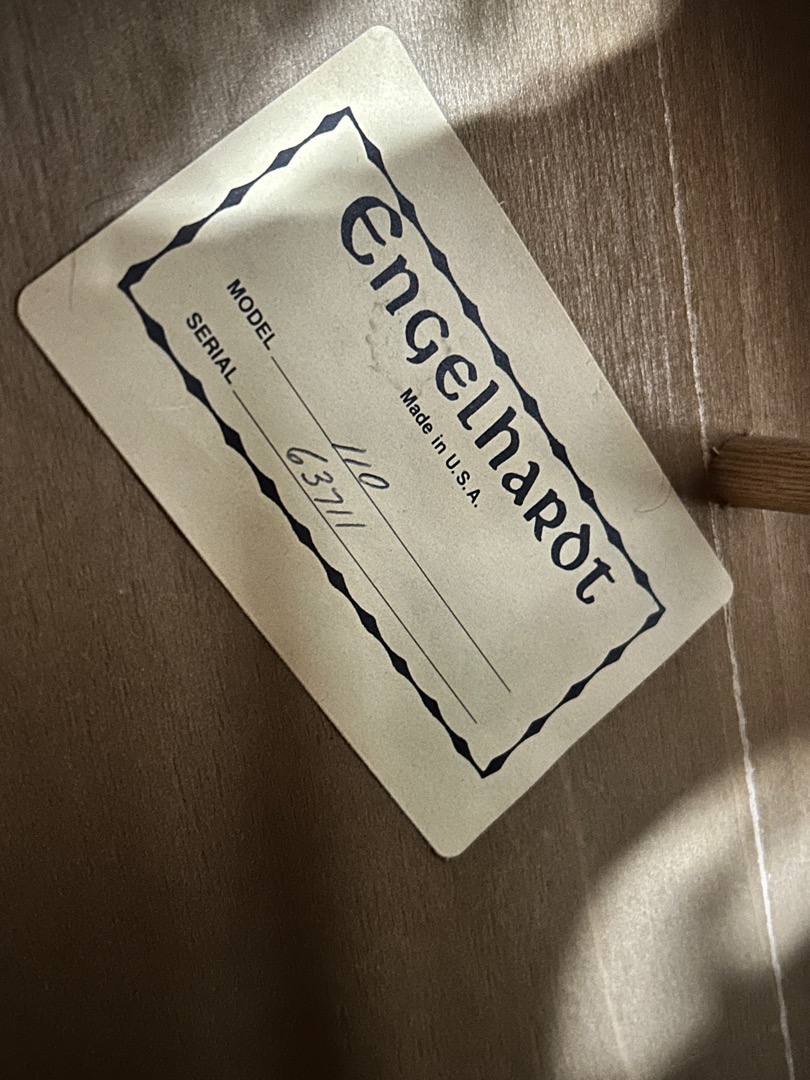 Engelhardt
Made in U.S.A.
MODEL 110
SERIAL 63711